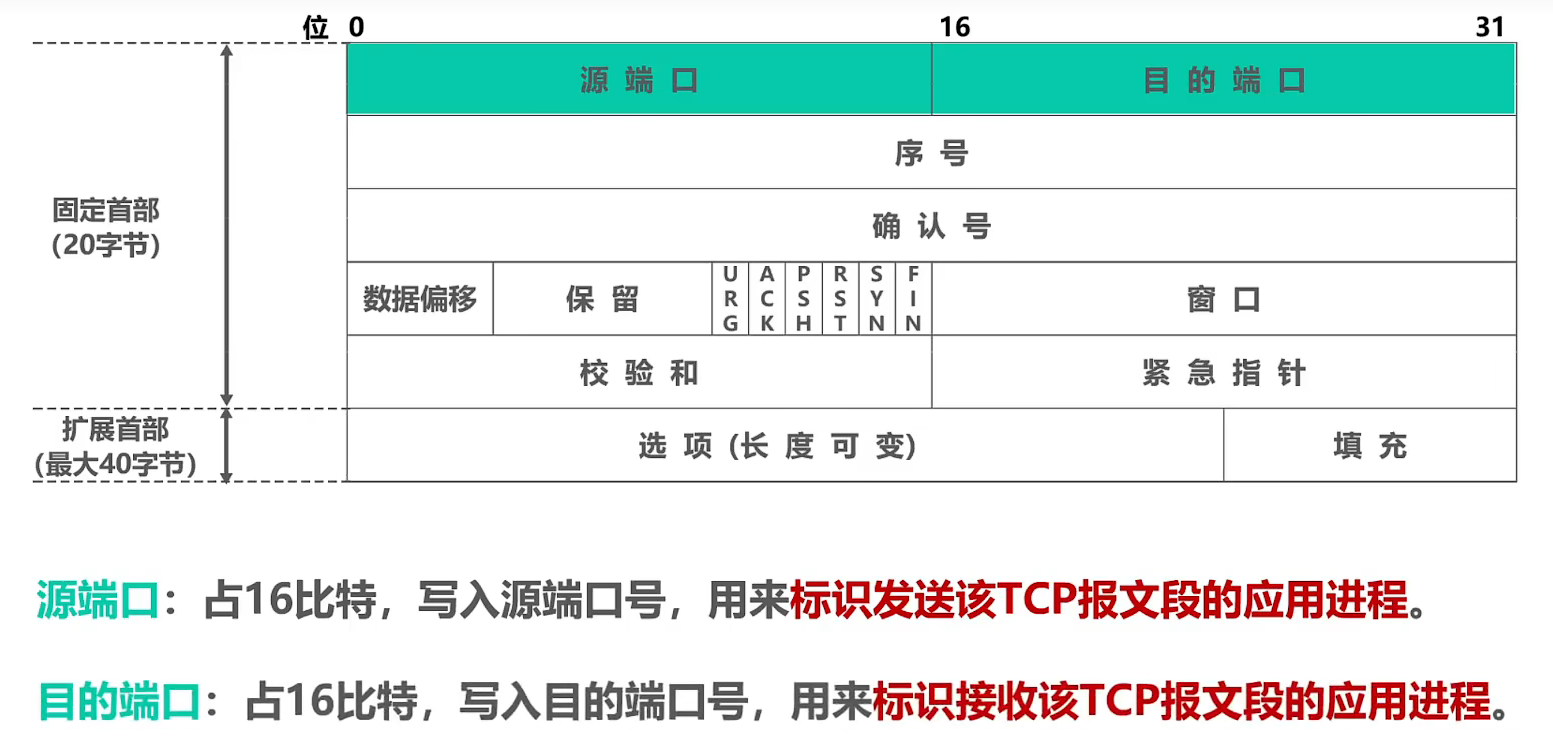 位 0 16 31
源 端 口 目 的 端 口
序 号
固定首部
(20字节)
确 认 号
数据偏移 保 留 URG ACK PSH RST SYN FIN 窗 口
校 验 和 紧 急 指 针
扩展首部
(最大40字节)
选 项 (长 度 可 变) 填 充
源端口：占16比特，写入源端口号，用来标识发送该TCP报文段的应用进程。
目的端口：占16比特，写入目的端口号，用来标识接收该TCP报文段的应用进程。